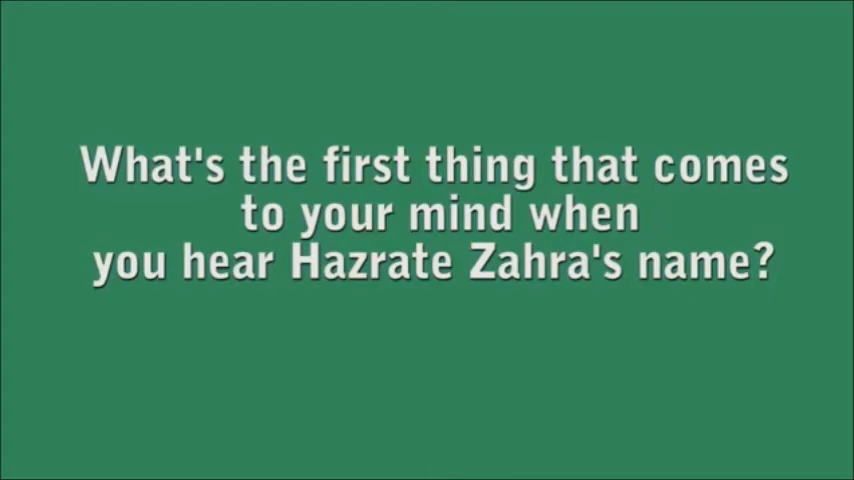 What's the first thing that comes
to your mind when
you hear Hazrate Zahra's name?